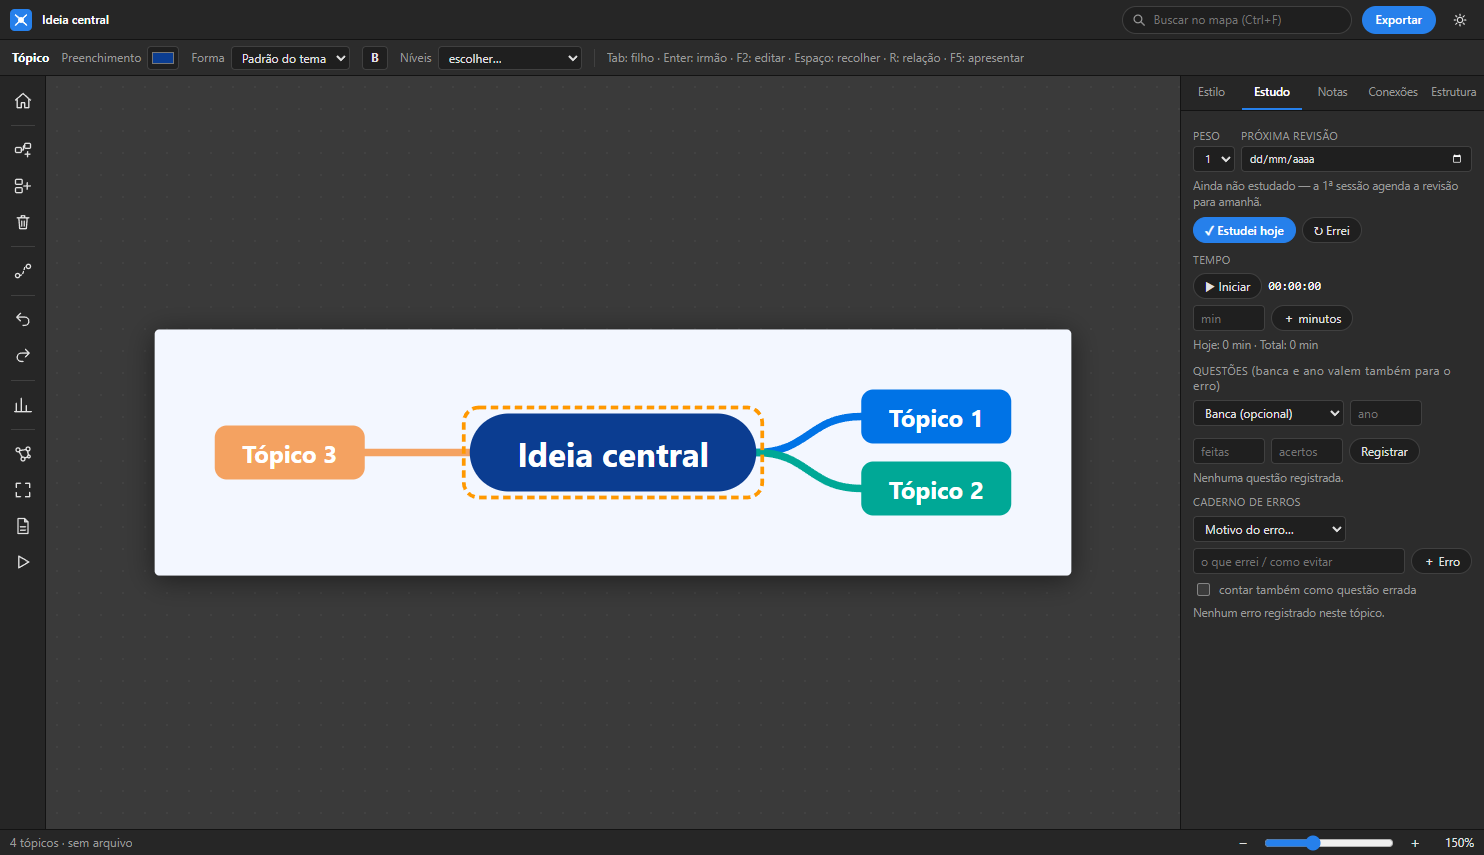 Ideia central
Buscar no mapa (Ctrl+F)
Exportar
Tópico
Preenchimento
Forma
Padrão do tema
B
Níveis
escolher...
Tab: filho · Enter: irmão · F2: editar · Espaço: recolher · R: relação · F5: apresentar
Estilo
Estudo
Notas
Conexões
Estrutura
PESO
PRÓXIMA REVISÃO
1
dd/mm/aaaa
Ainda não estudado — a 1ª sessão agenda a revisão
para amanhã.
✓ Estudei hoje
↻ Errei
TEMPO
▶ Iniciar
00:00:00
min
+ minutos
Hoje: 0 min · Total: 0 min
QUESTÕES (banca e ano valem também para o
erro)
Banca (opcional)
ano
feitas
acertos
Registrar
Nenhuma questão registrada.
CADERNO DE ERROS
Motivo do erro...
o que errei / como evitar
+ Erro
contar também como questão errada
Nenhum erro registrado neste tópico.
Tópico 3
Ideia central
Tópico 1
Tópico 2
4 tópicos · sem arquivo
− + 150%